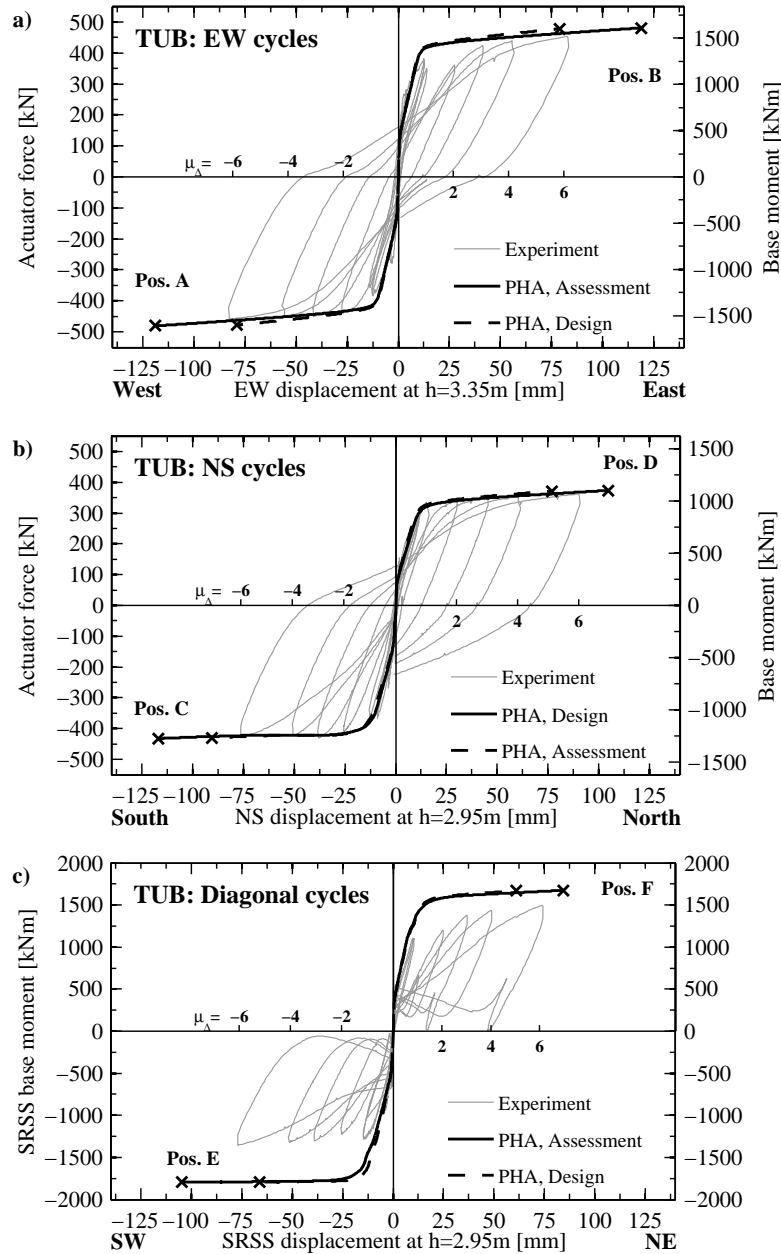 a)
TUB: EW cycles
Pos. B
Pos. A
500
400
300
200
100
0
−100
−200
−300
−400
−500
Actuator force [kN]
1500
1000
500
0
−500
−1000
−1500
Base moment [kNm]
μΔ= −6 −4 −2
2 4 6
Experiment
PHA, Assessment
PHA, Design
−125 −100 −75 −50 −25 0 25 50 75 100 125
West EW displacement at h=3.35m [mm] East
b)
TUB: NS cycles
Pos. D
Pos. C
500
400
300
200
100
0
−100
−200
−300
−400
−500
Actuator force [kN]
1500
1000
500
0
−500
−1000
−1500
Base moment [kNm]
μΔ= −6 −4 −2
2 4 6
Experiment
PHA, Design
PHA, Assessment
−125 −100 −75 −50 −25 0 25 50 75 100 125
South NS displacement at h=2.95m [mm] North
c)
TUB: Diagonal cycles
Pos. F
Pos. E
2000
1500
1000
500
0
−500
−1000
−1500
−2000
SRSS base moment [kNm]
2000
1500
1000
500
0
−500
−1000
−1500
−2000
μΔ= −6 −4 −2
2 4 6
Experiment
PHA, Assessment
PHA, Design
−125 −100 −75 −50 −25 0 25 50 75 100 125
SW SRSS displacement at h=2.95m [mm] NE